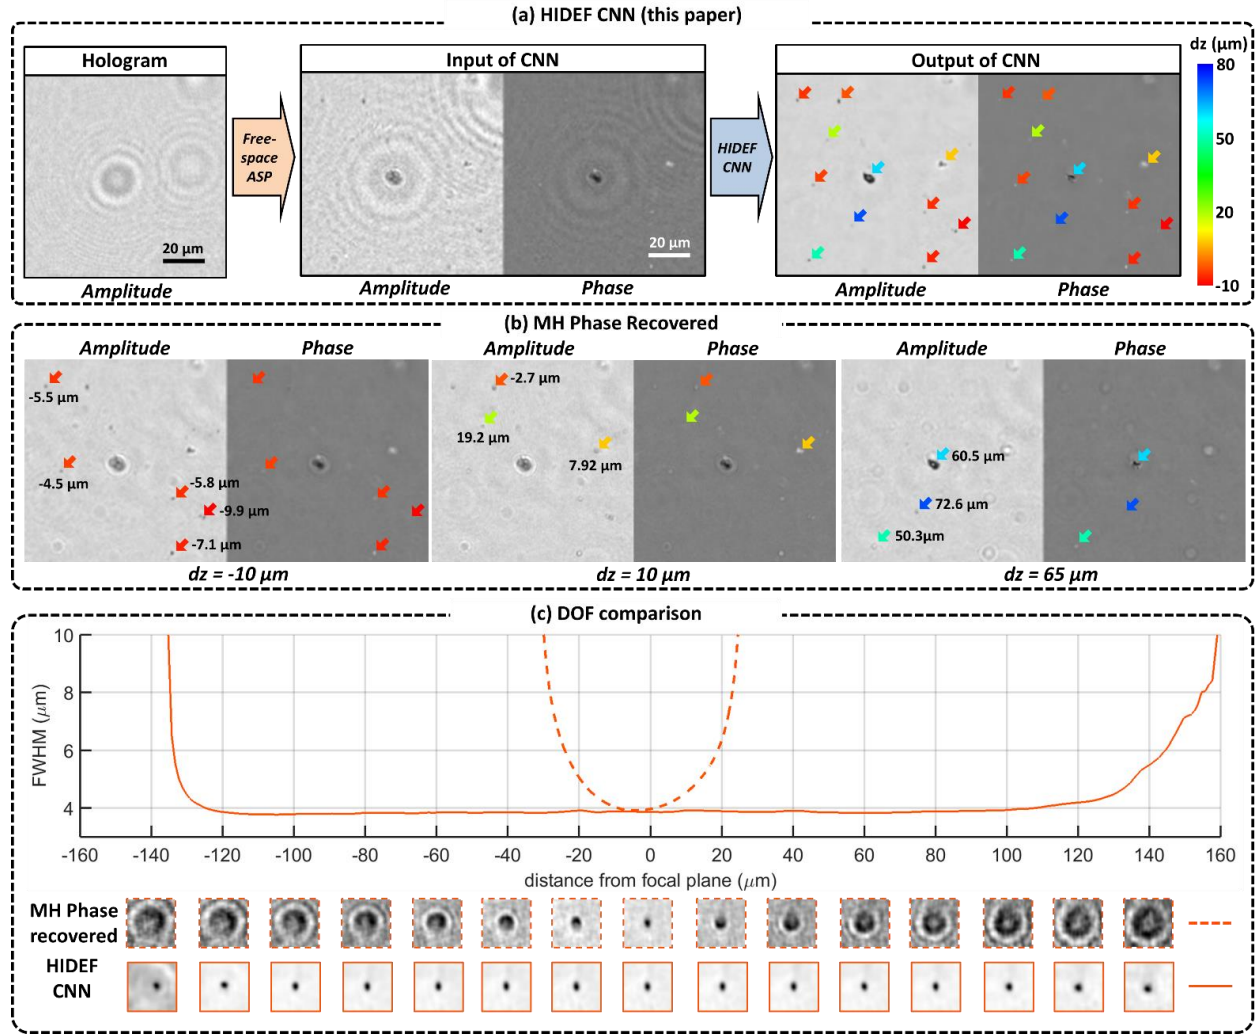 (a) HIDEF CNN (this paper)
Hologram
Input of CNN
Output of CNN
dz (μm)
80
50
20
-10
Free-
space
ASP
HIDEF
CNN
20 μm
20 μm
Amplitude
Amplitude
Phase
Amplitude
Phase
(b) MH Phase Recovered
Amplitude
Phase
Amplitude
Phase
Amplitude
Phase
-5.5 μm
-4.5 μm
-5.8 μm
-9.9 μm
-7.1 μm
-2.7 μm
19.2 μm
7.92 μm
60.5 μm
72.6 μm
50.3μm
dz = -10 μm
dz = 10 μm
dz = 65 μm
(c) DOF comparison
FWHM (μm)
10
8
6
4
-160 -140 -120 -100 -80 -60 -40 -20 0 20 40 60 80 100 120 140 160
distance from focal plane (μm)
MH Phase
recovered
HIDEF
CNN